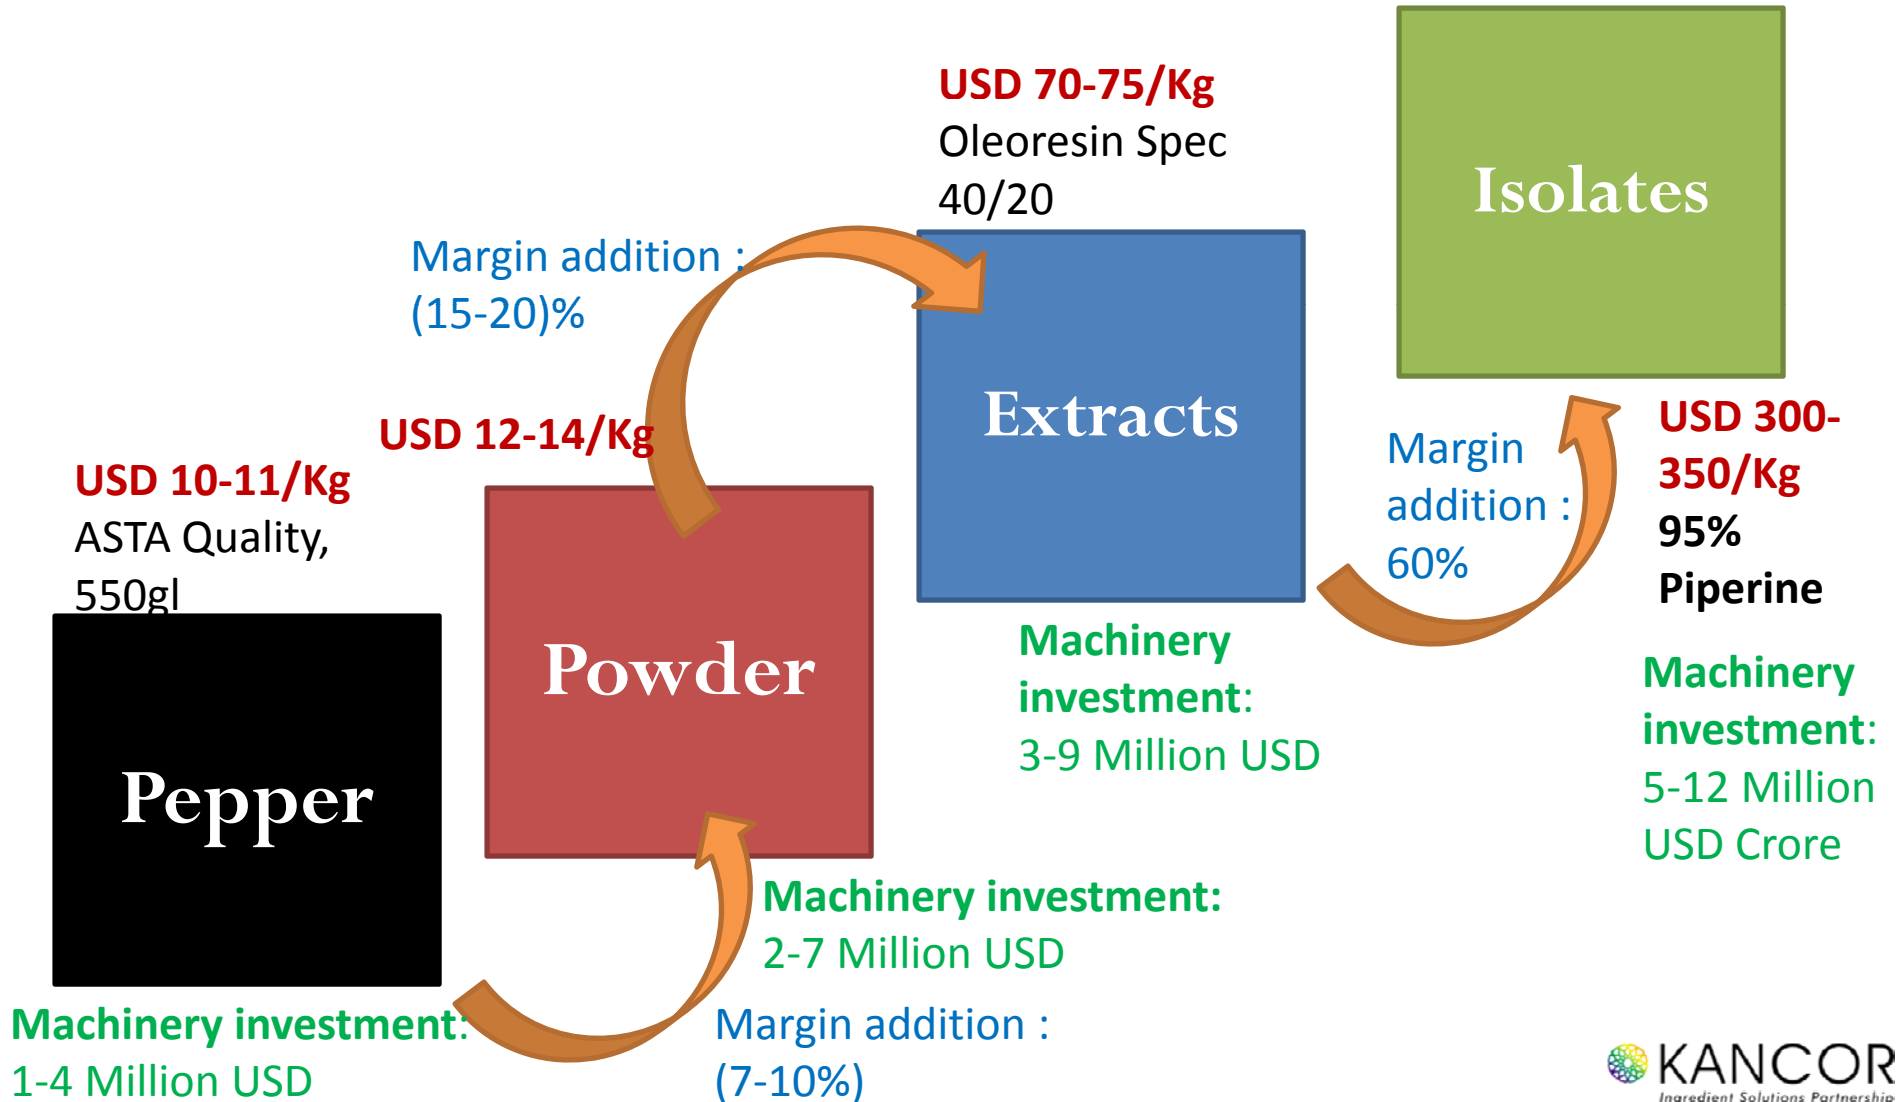 USD 10-11/Kg
ASTA Quality,
550gl
Pepper
Machinery investment:
1-4 Million USD
USD 12-14/Kg
Powder
Machinery investment:
2-7 Million USD
Margin addition :
(7-10%)
Margin addition :
(15-20)%
USD 70-75/Kg
Oleoresin Spec
40/20
Extracts
Machinery
investment:
3-9 Million USD
Margin
addition :
60%
Isolates
USD 300-
350/Kg
95%
Piperine
Machinery
investment:
5-12 Million
USD Crore
KANCOR
Ingredient Solutions Partnership